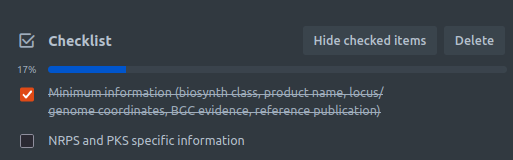 Checklist
Hide checked items
Delete
17%
Minimum information (biosynth class, product name, locus/
genome coordinates, BGC evidence, reference publication)
NRPS and PKS specific information